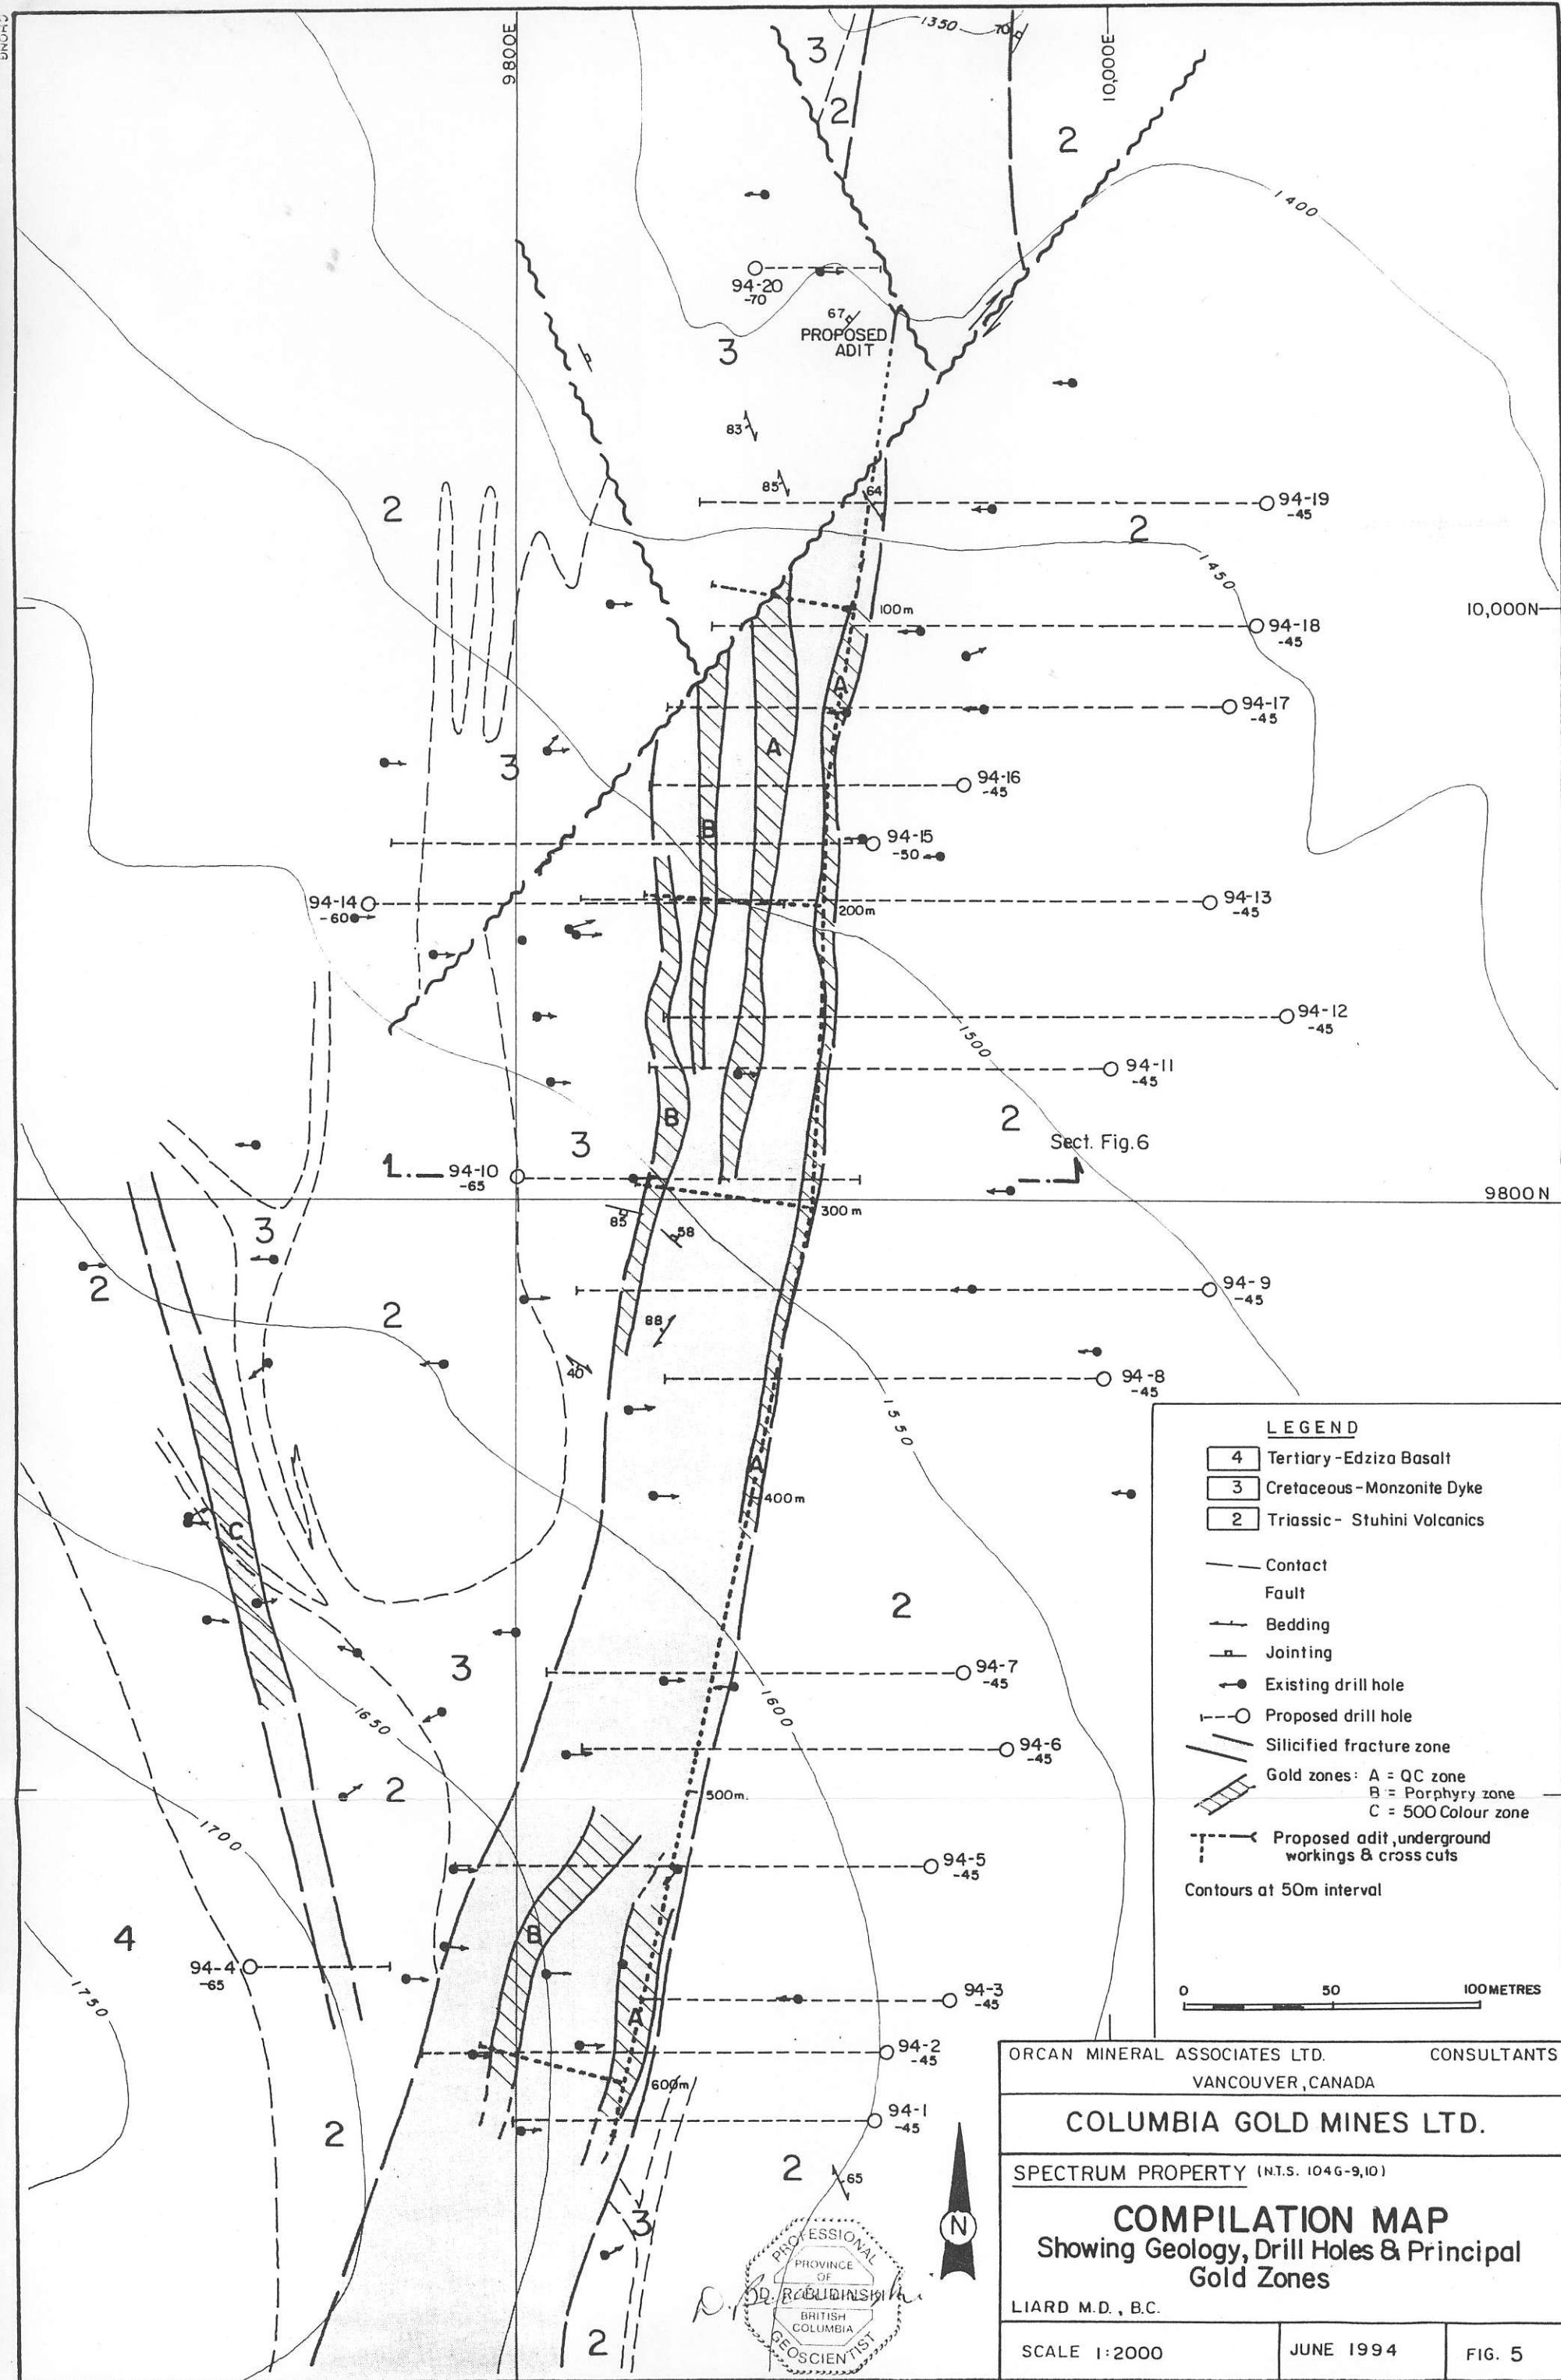 9800E
10,000E
1350
70
3
2
2
1400
94-20
-70
67
PROPOSED
ADIT
3
83
85
64
94-19
-45
2
2
1450
100m
10,000N
94-18
-45
A
94-17
-45
3
A
94-16
-45
B
94-15
-50
94-14
-60
94-13
-45
200m
94-12
-45
1500
94-11
-45
B
2
3
Sect. Fig. 6
94-10
-65
9800N
300 m
85
58
3
2
2
94-9
-45
88
40
94-8
-45
1550
A
400m
C
2
3
94-7
-45
1650
1600
94-6
-45
2
500m.
1700
94-5
-45
B
4
94-4
-65
1750
94-3
-45
A
94-2
-45
600m
94-1
-45
2
2
65
3
2
LEGEND
4 Tertiary - Edziza Basalt
3 Cretaceous - Monzonite Dyke
2 Triassic - Stuhini Volcanics
Contact
Fault
Bedding
Jointing
Existing drill hole
Proposed drill hole
Silicified fracture zone
Gold zones: A = QC zone
B = Porphyry zone
C = 500 Colour zone
Proposed adit, underground
workings & cross cuts
Contours at 50m interval
0 50 100 METRES
N
PROFESSIONAL
PROVINCE
OF
BRITISH
COLUMBIA
GEOSCIENTIST
ORCAN MINERAL ASSOCIATES LTD. CONSULTANTS
VANCOUVER, CANADA
COLUMBIA GOLD MINES LTD.
SPECTRUM PROPERTY (N.T.S. 104G-9,10)
COMPILATION MAP
Showing Geology, Drill Holes & Principal
Gold Zones
LIARD M.D., B.C.
SCALE 1:2000
JUNE 1994
FIG. 5